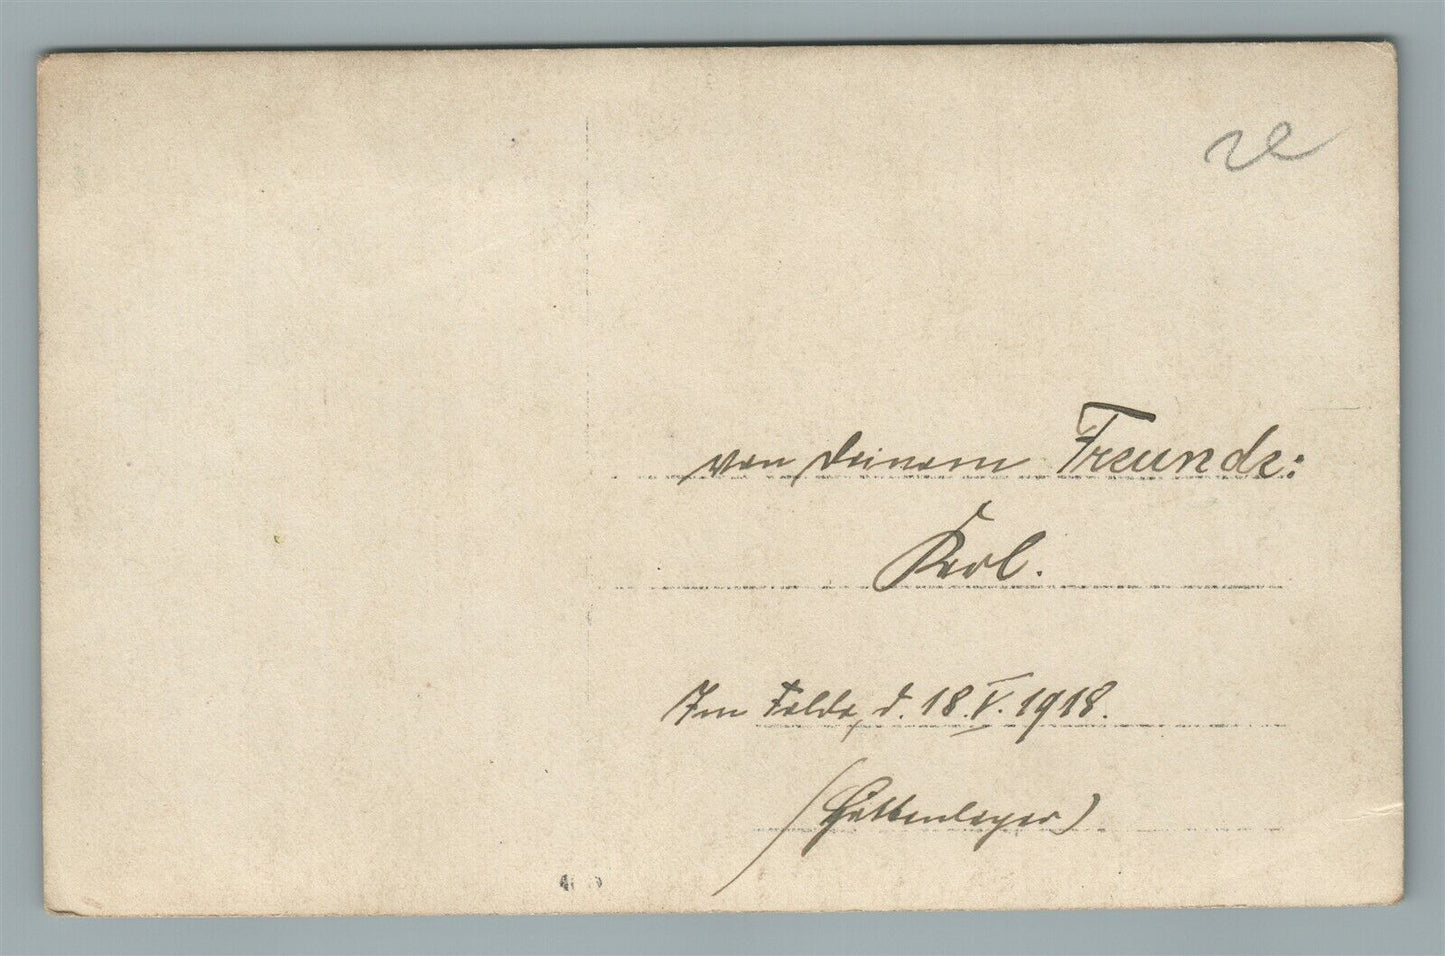 von deinem Freunde:
Karl.
Im Felde, d. 18.V.1918.
(Hüttenlager)